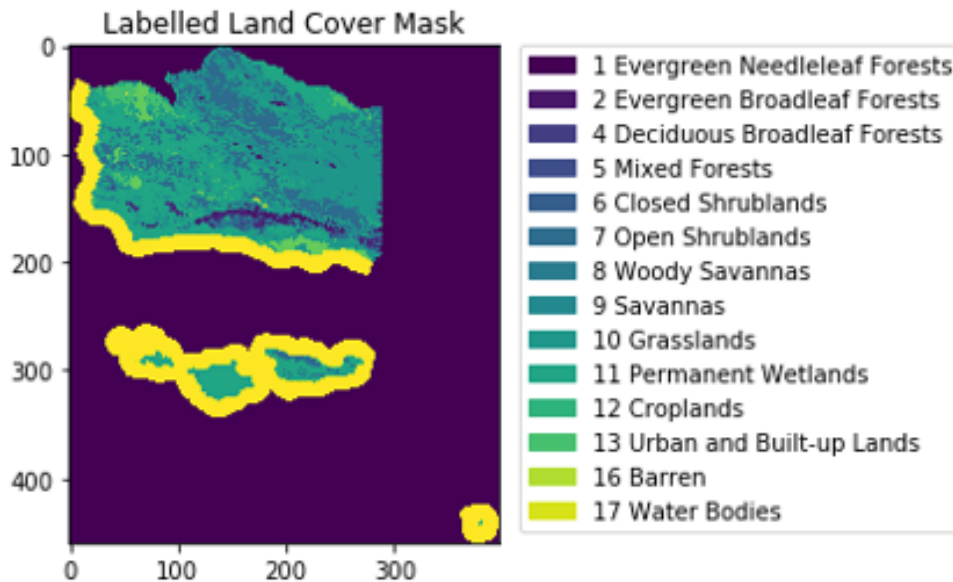 Labelled Land Cover Mask
0
100
200
300
400
0
100
200
300
1 Evergreen Needleleaf Forests
2 Evergreen Broadleaf Forests
4 Deciduous Broadleaf Forests
5 Mixed Forests
6 Closed Shrublands
7 Open Shrublands
8 Woody Savannas
9 Savannas
10 Grasslands
11 Permanent Wetlands
12 Croplands
13 Urban and Built-up Lands
16 Barren
17 Water Bodies